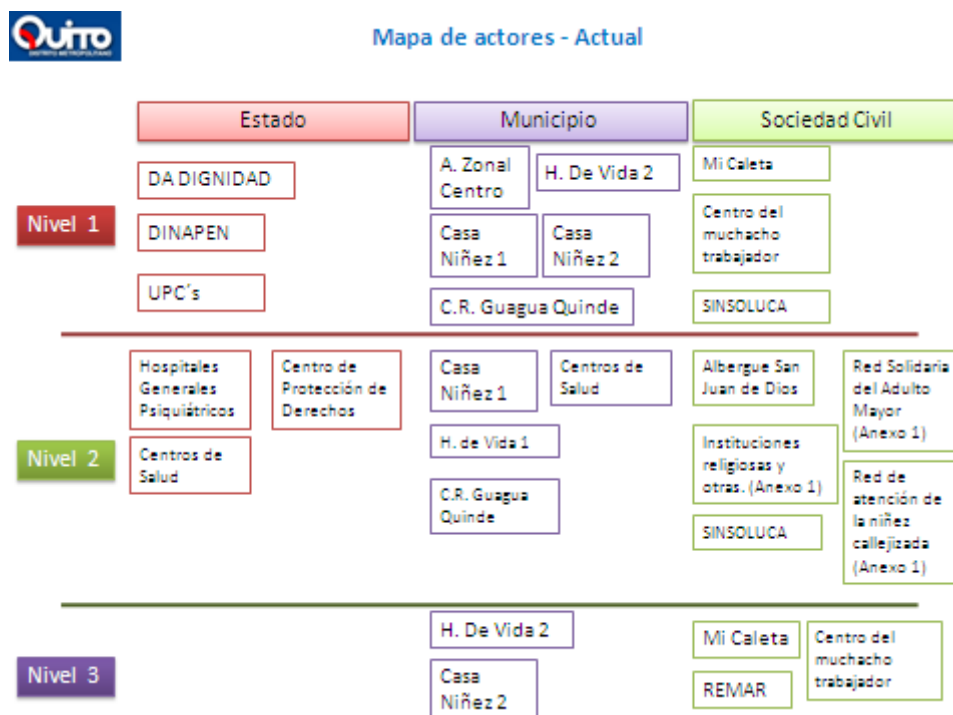 Quito
DISTRITO METROPOLITANO
Mapa de actores - Actual
Estado
Municipio
Sociedad Civil
Nivel 1
DA DIGNIDAD
DINAPEN
UPC´s
A. Zonal
Centro
H. De Vida 2
Casa
Niñez 1
Casa
Niñez 2
C.R. Guagua Quinde
Mi Caleta
Centro del
muchacho
trabajador
SINSOLUCA
Nivel 2
Hospitales
Generales
Psiquiátricos
Centro de
Protección de
Derechos
Centros de
Salud
Casa
Niñez 1
Centros de
Salud
H. de Vida 1
C.R. Guagua
Quinde
Albergue San
Juan de Dios
Red Solidaria
del Adulto
Mayor
(Anexo 1)
Instituciones
religiosas y
otras. (Anexo 1)
SINSOLUCA
Red de
atención de
la niñez
callejizada
(Anexo 1)
Nivel 3
H. De Vida 2
Casa
Niñez 2
Mi Caleta
REMAR
Centro del
muchacho
trabajador